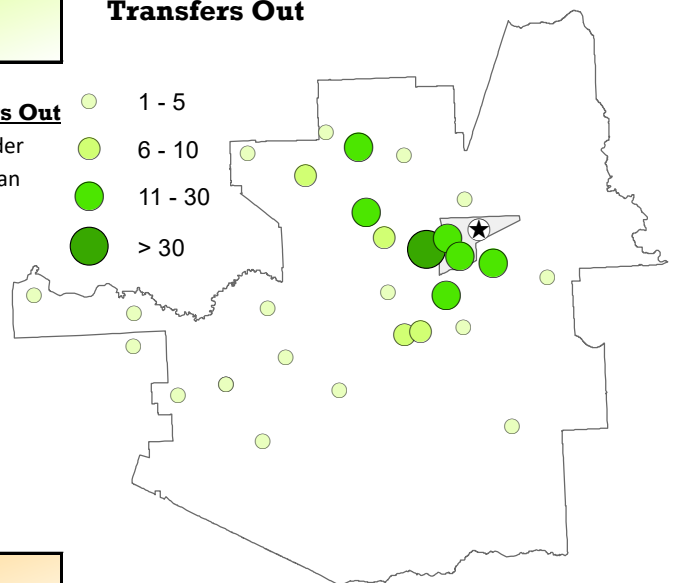 Transfers Out
s Out
der
an
1 - 5
6 - 10
11 - 30
> 30